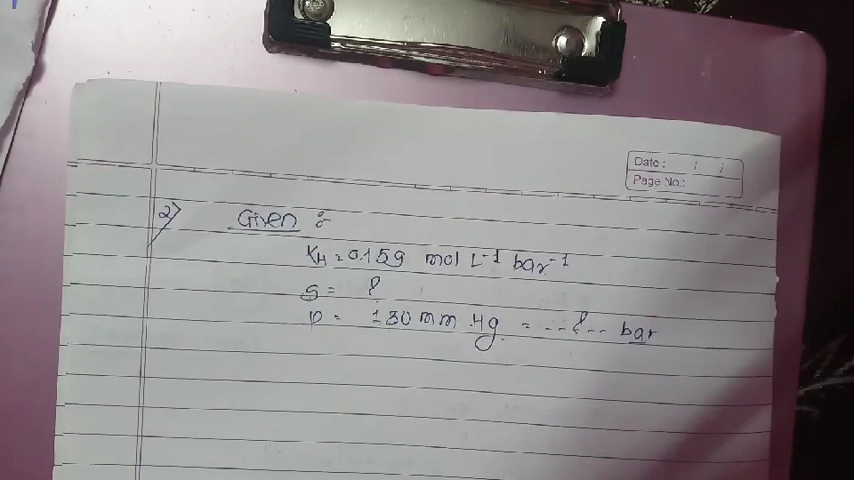 Date: / /
Page No.:
2) Given :-
KH = 0.159 mol L⁻¹ bar⁻¹
S = ?
P = 130 mm Hg = --?-- bar